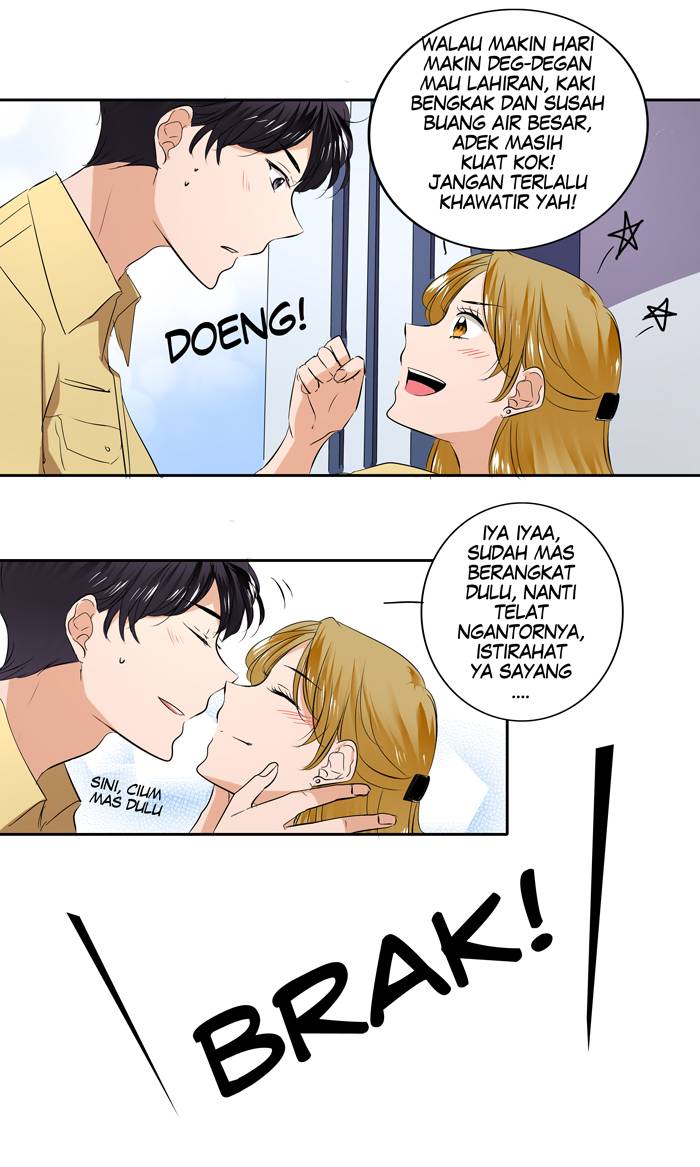 WALAU MAKIN HARI
MAKIN DEG-DEGAN
MAU LAHIRAN, KAKI
BENGKAK DAN SUSAH
BUANG AIR BESAR,
ADEK MASIH
KUAT KOK!
JANGAN TERLALU
KHAWATIR YAH!
DOENG!
IYA IYAA,
SUDAH MAS
BERANGKAT
DULU, NANTI
TELAT
NGANTORNYA,
ISTIRAHAT
YA SAYANG
....
SINI, CIUM
MAS DULU
BRAK!